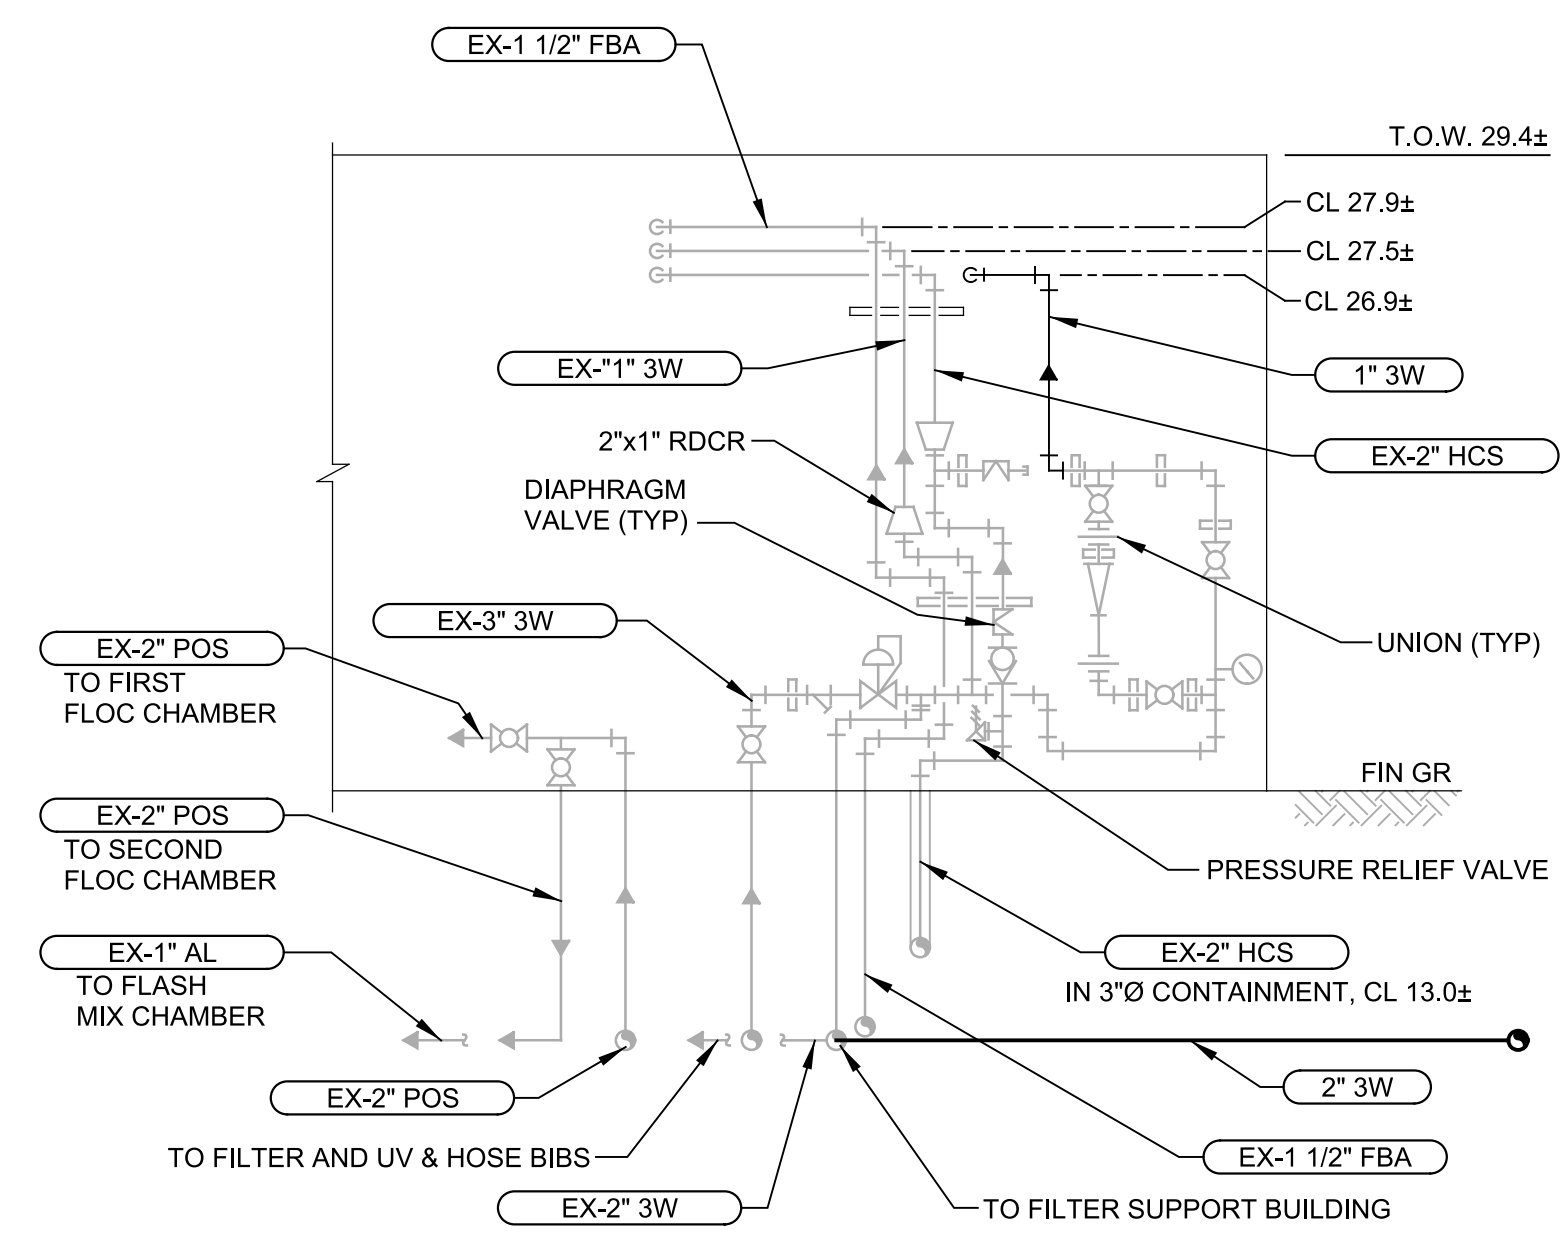 EX-1 1/2" FBA
T.O.W. 29.4±
CL 27.9±
CL 27.5±
CL 26.9±
EX-"1" 3W
1" 3W
2"x1" RDCR
EX-2" HCS
DIAPHRAGM
VALVE (TYP)
EX-3" 3W
UNION (TYP)
EX-2" POS
TO FIRST
FLOC CHAMBER
FIN GR
EX-2" POS
TO SECOND
FLOC CHAMBER
PRESSURE RELIEF VALVE
EX-1" AL
TO FLASH
MIX CHAMBER
EX-2" HCS
IN 3"Ø CONTAINMENT, CL 13.0±
EX-2" POS
2" 3W
TO FILTER AND UV & HOSE BIBS
EX-1 1/2" FBA
EX-2" 3W
TO FILTER SUPPORT BUILDING